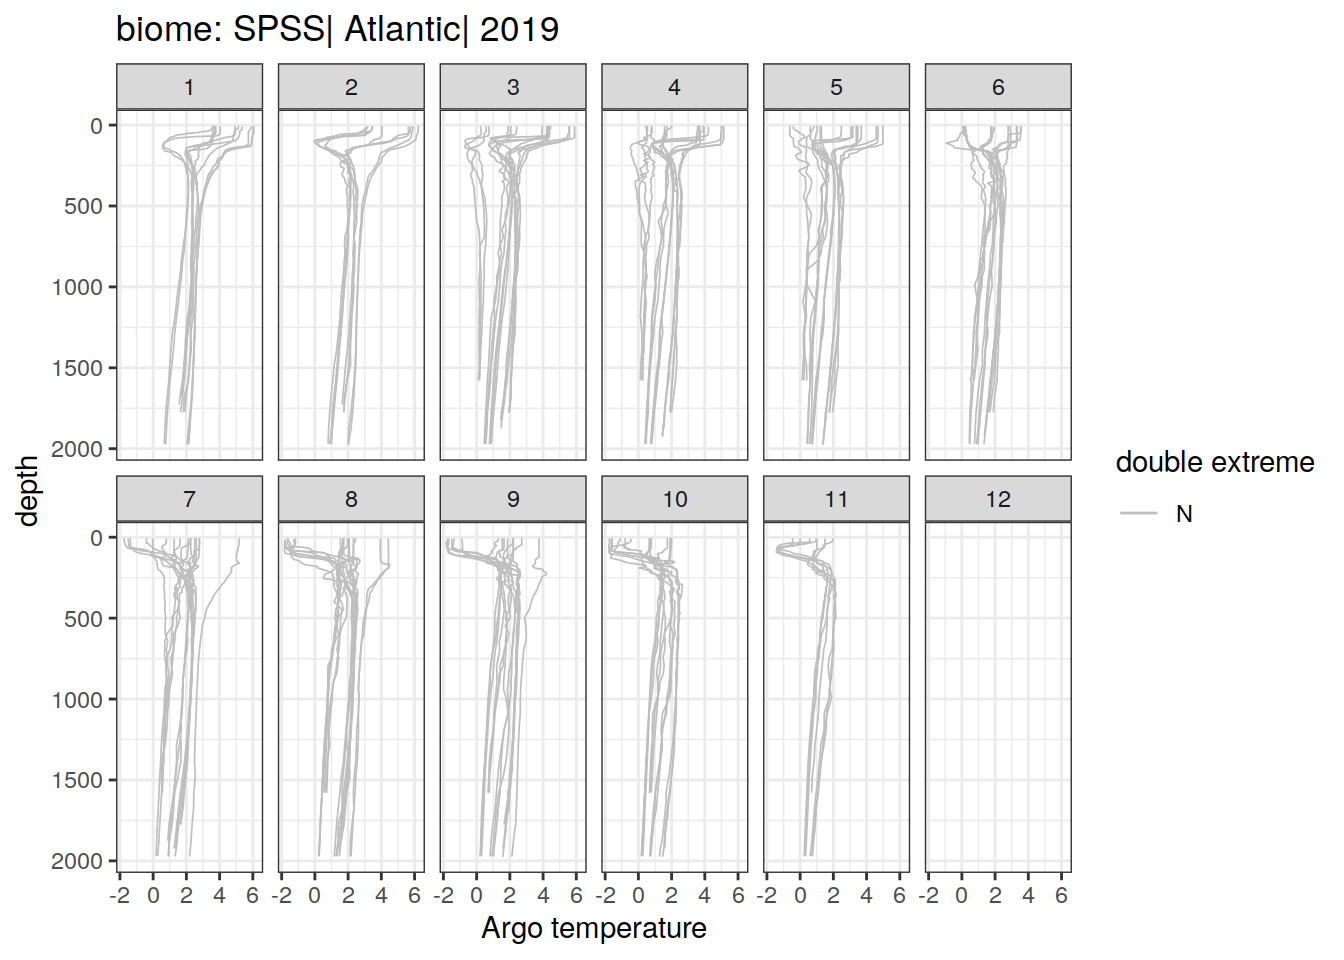 biome: SPSS| Atlantic| 2019
1 2 3 4 5 6
0
500
1000
1500
2000
7 8 9 10 11 12
0
500
1000
1500
2000
-2 0 2 4 6 -2 0 2 4 6 -2 0 2 4 6 -2 0 2 4 6 -2 0 2 4 6 -2 0 2 4 6
Argo temperature
depth
double extreme
N